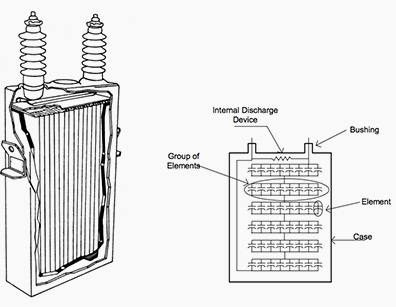 Internal Discharge
Device
Bushing
Group of
Elements
Element
Case